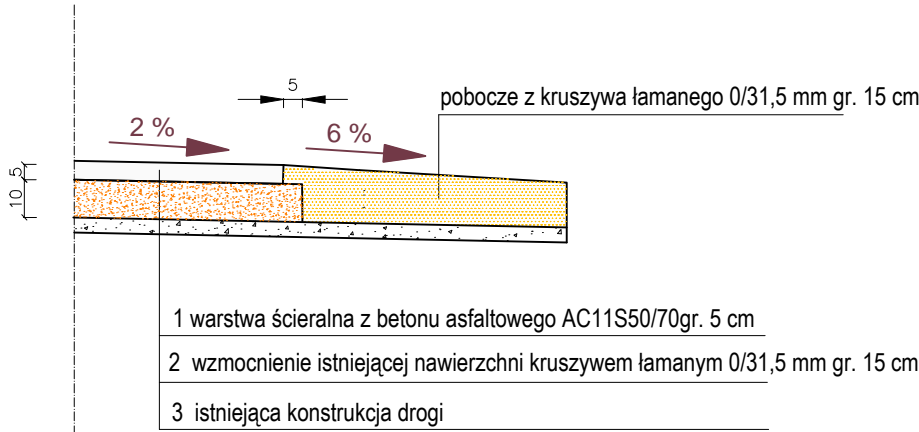 5
pobocze z kruszywa łamanego 0/31,5 mm gr. 15 cm
2 %
6 %
5
10
1 warstwa ścieralna z betonu asfaltowego AC11S50/70gr. 5 cm
2 wzmocnienie istniejącej nawierzchni kruszywem łamanym 0/31,5 mm gr. 15 cm
3 istniejąca konstrukcja drogi